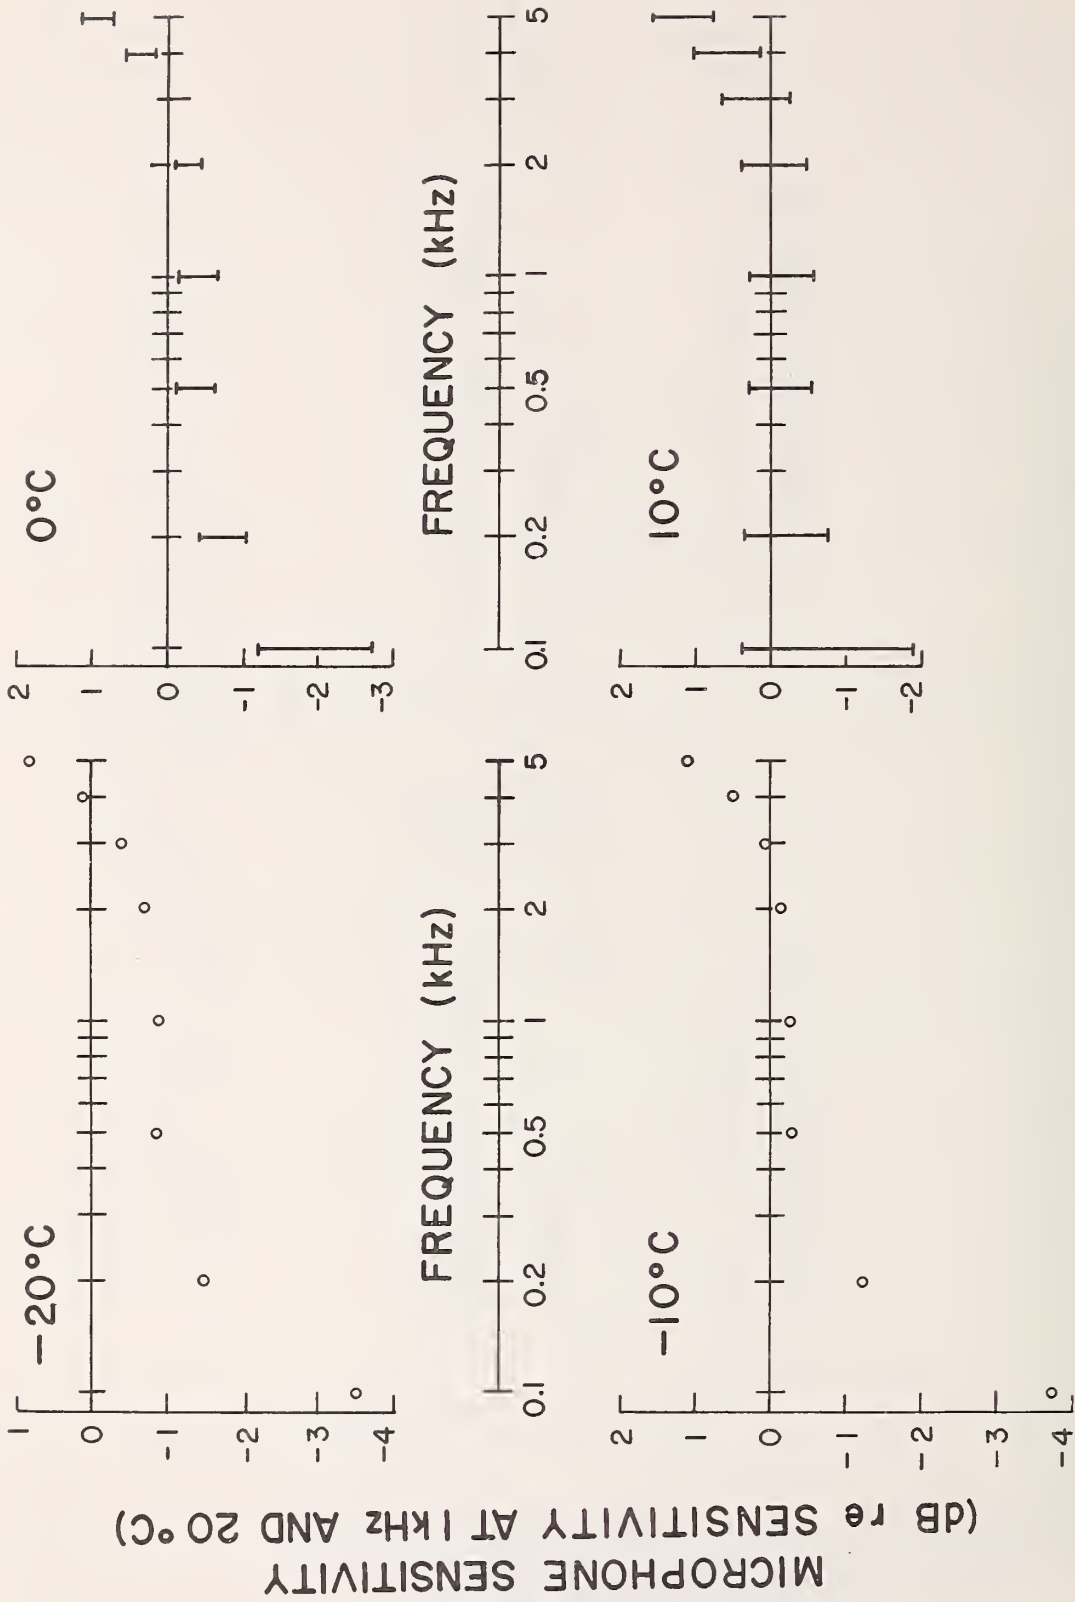 MICROPHONE SENSITIVITY
(dB re SENSITIVITY AT 1 kHz AND 20°C)
-20°C
1
0
-1
-2
-3
-4
0°C
2
1
0
-1
-2
-3
FREQUENCY (kHz)
0.1 0.2 0.5 1 2 5
FREQUENCY (kHz)
0.1 0.2 0.5 1 2 5
-10°C
2
1
0
-1
-2
-3
-4
10°C
2
1
0
-1
-2